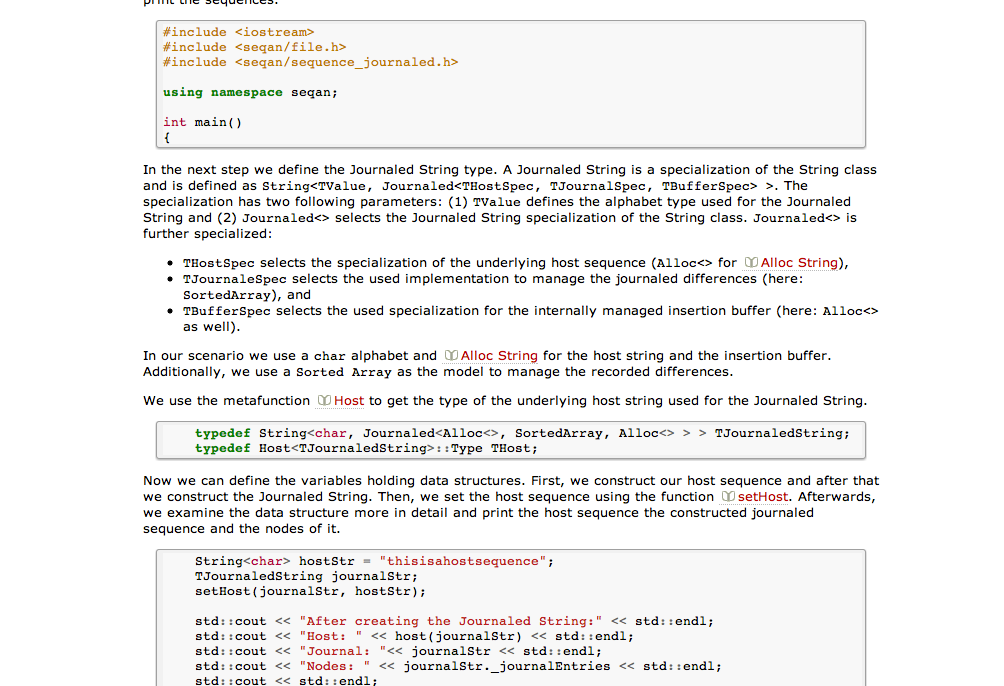 print the sequences.
#include <iostream>
#include <seqan/file.h>
#include <seqan/sequence_journaled.h>
using namespace seqan;
int main()
{
In the next step we define the Journaled String type. A Journaled String is a specialization of the String class
and is defined as String<TValue, Journaled<THostSpec, TJournalSpec, TBufferSpec> >. The
specialization has two following parameters: (1) TValue defines the alphabet type used for the Journaled
String and (2) Journaled<> selects the Journaled String specialization of the String class. Journaled<> is
further specialized:
• THostSpec selects the specialization of the underlying host sequence (Alloc<> for Alloc String),
• TJournaleSpec selects the used implementation to manage the journaled differences (here:
SortedArray), and
• TBufferSpec selects the used specialization for the internally managed insertion buffer (here: Alloc<>
as well).
In our scenario we use a char alphabet and Alloc String for the host string and the insertion buffer.
Additionally, we use a Sorted Array as the model to manage the recorded differences.
We use the metafunction Host to get the type of the underlying host string used for the Journaled String.
typedef String<char, Journaled<Alloc<>, SortedArray, Alloc<> > > TJournaledString;
typedef Host<TJournaledString>::Type THost;
Now we can define the variables holding data structures. First, we construct our host sequence and after that
we construct the Journaled String. Then, we set the host sequence using the function setHost. Afterwards,
we examine the data structure more in detail and print the host sequence the constructed journaled
sequence and the nodes of it.
String<char> hostStr = "thisisahostsequence";
TJournaledString journalStr;
setHost(journalStr, hostStr);
std::cout << "After creating the Journaled String:" << std::endl;
std::cout << "Host: " << host(journalStr) << std::endl;
std::cout << "Journal: "<< journalStr << std::endl;
std::cout << "Nodes: " << journalStr._journalEntries << std::endl;
std::cout << std::endl;